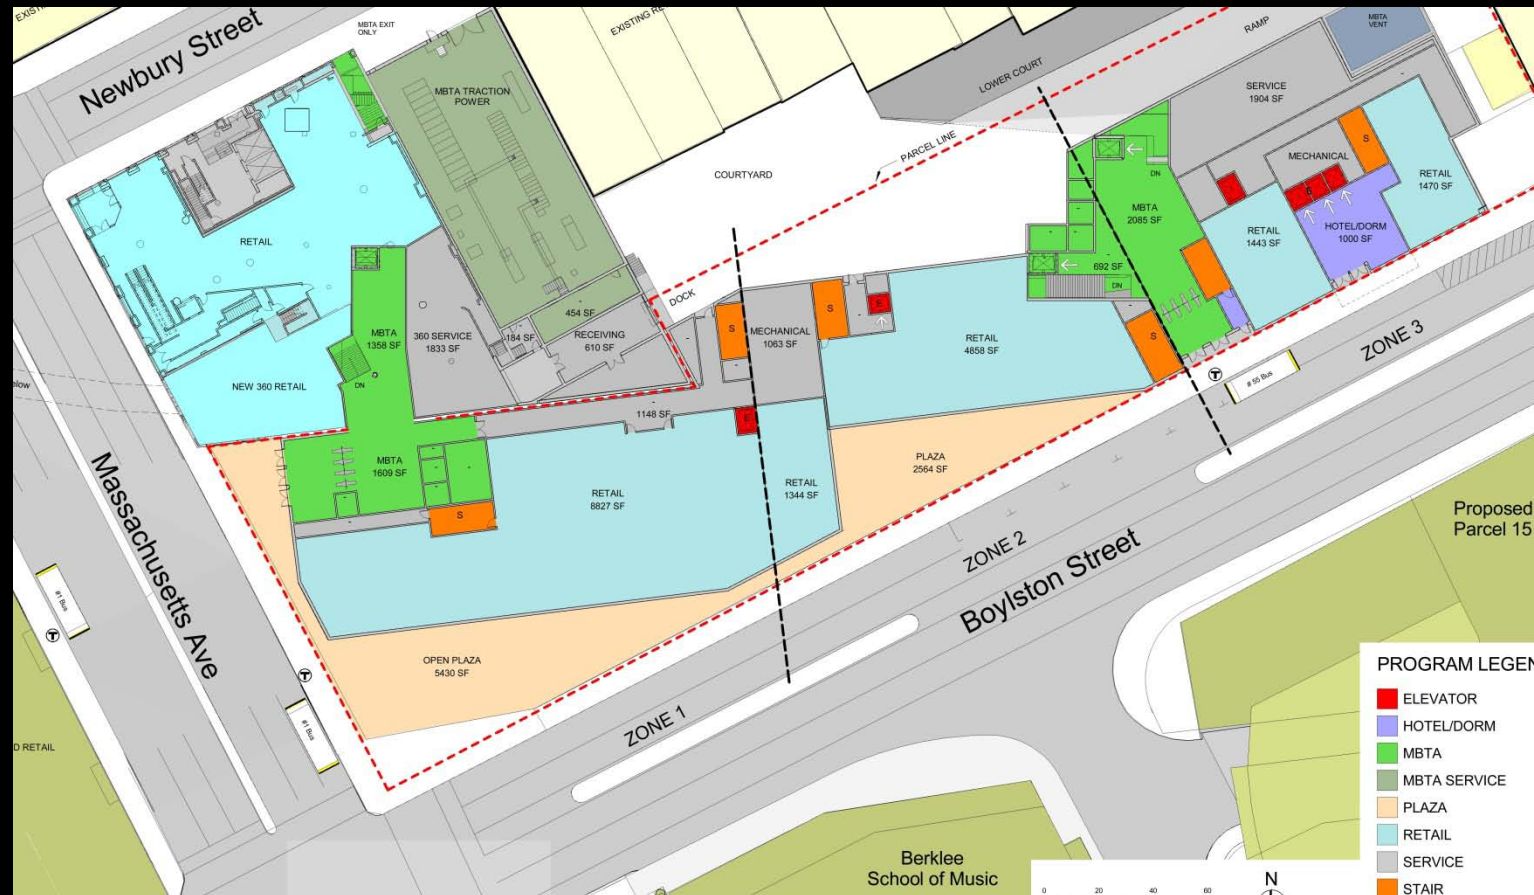 Newbury Street
MBTA EXIT
ONLY
MBTA TRACTION
POWER
RETAIL
COURTYARD
PARCEL LINE
LOWER COURT
RAMP
MBTA
VENT
SERVICE
1904 SF
MECHANICAL
S
RETAIL
1470 SF
MBTA
2085 SF
DN
RETAIL
1443 SF
HOTEL/DORM
1000 SF
692 SF
DN
S
DOCK
454 SF
RECEIVING
610 SF
184 SF
360 SERVICE
1833 SF
MBTA
1358 SF
DN
NEW 360 RETAIL
S
MECHANICAL
1063 SF
S
E
RETAIL
4858 SF
1148 SF
E
MBTA
1609 SF
S
RETAIL
8827 SF
RETAIL
1344 SF
PLAZA
2564 SF
OPEN PLAZA
5430 SF
Massachusetts Ave
#1 Bus
T
T
#1 Bus
T
# 55 Bus
ZONE 1
ZONE 2
ZONE 3
Boylston Street
Proposed
Parcel 15
D RETAIL
Berklee
School of Music
PROGRAM LEGEN
ELEVATOR
HOTEL/DORM
MBTA
MBTA SERVICE
PLAZA
RETAIL
SERVICE
STAIR
0 20 40 60
N